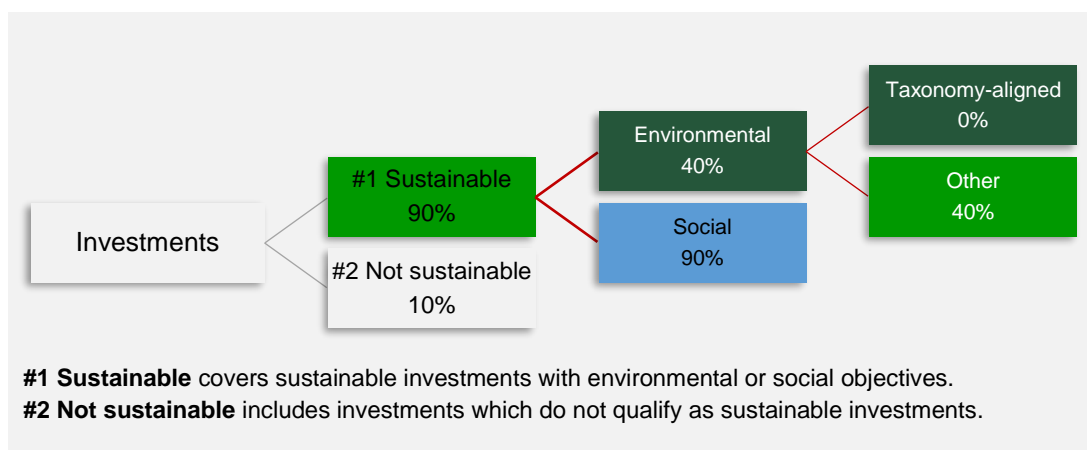 Taxonomy-aligned
0%
Environmental
40%
#1 Sustainable
90%
Other
40%
Investments
Social
90%
#2 Not sustainable
10%
#1 Sustainable covers sustainable investments with environmental or social objectives.
#2 Not sustainable includes investments which do not qualify as sustainable investments.